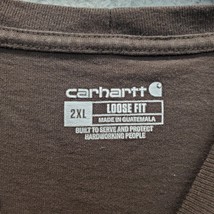 carhartt
2XL LOOSE FIT
MADE IN GUATEMALA
BUILT TO SERVE AND PROTECT
HARDWORKING PEOPLE